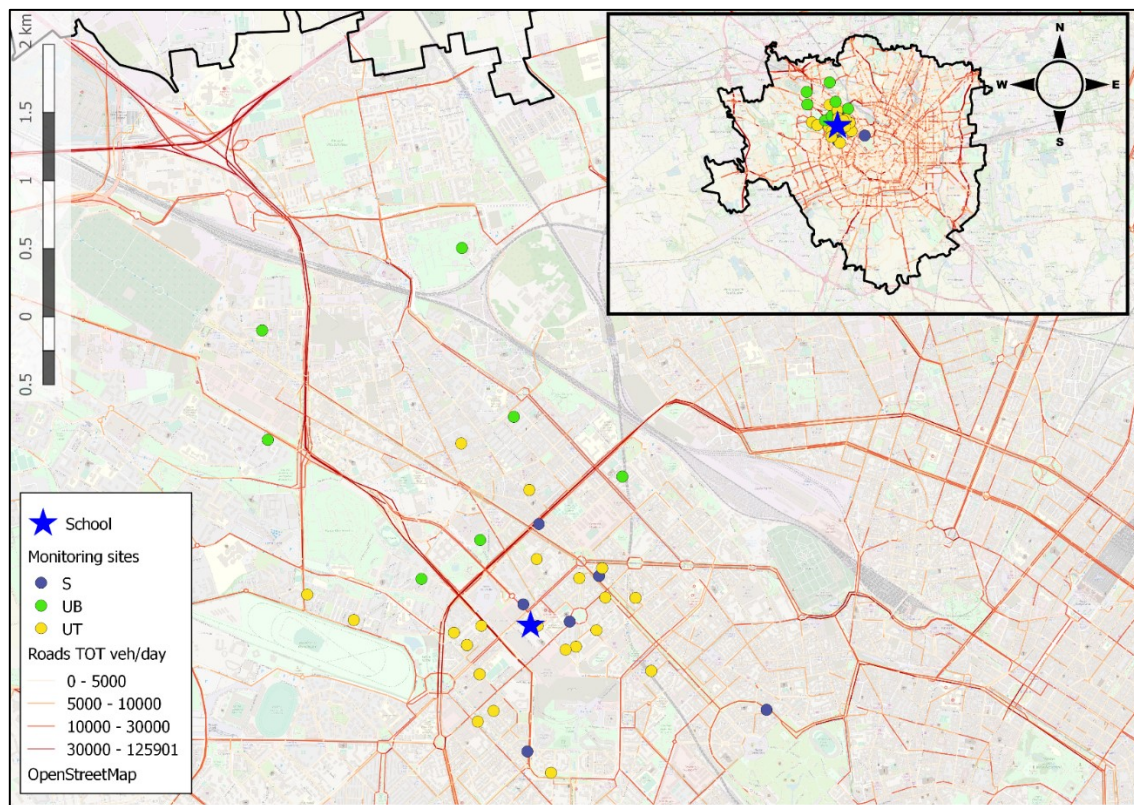 2 km
1.5
1
0.5
0
0.5
N
W
E
S
School
Monitoring sites
S
UB
UT
Roads TOT veh/day
0 - 5000
5000 - 10000
10000 - 30000
30000 - 125901
OpenStreetMap